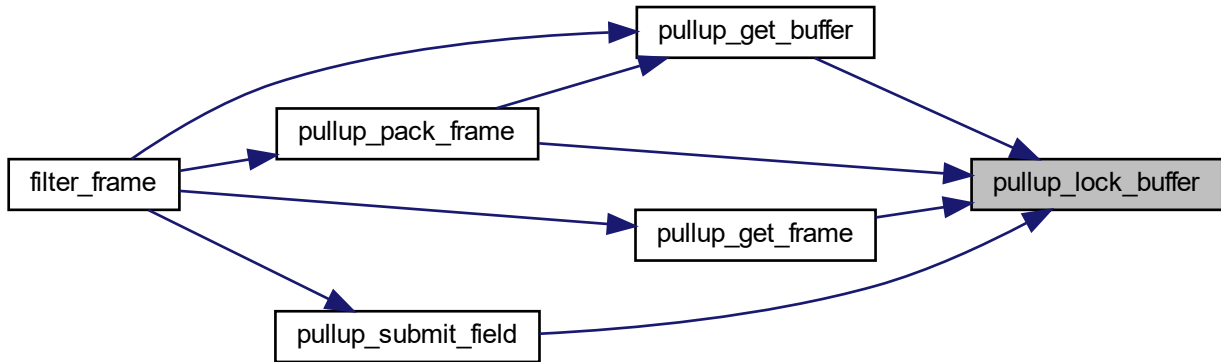 pullup_get_buffer
pullup_pack_frame
filter_frame
pullup_lock_buffer
pullup_get_frame
pullup_submit_field